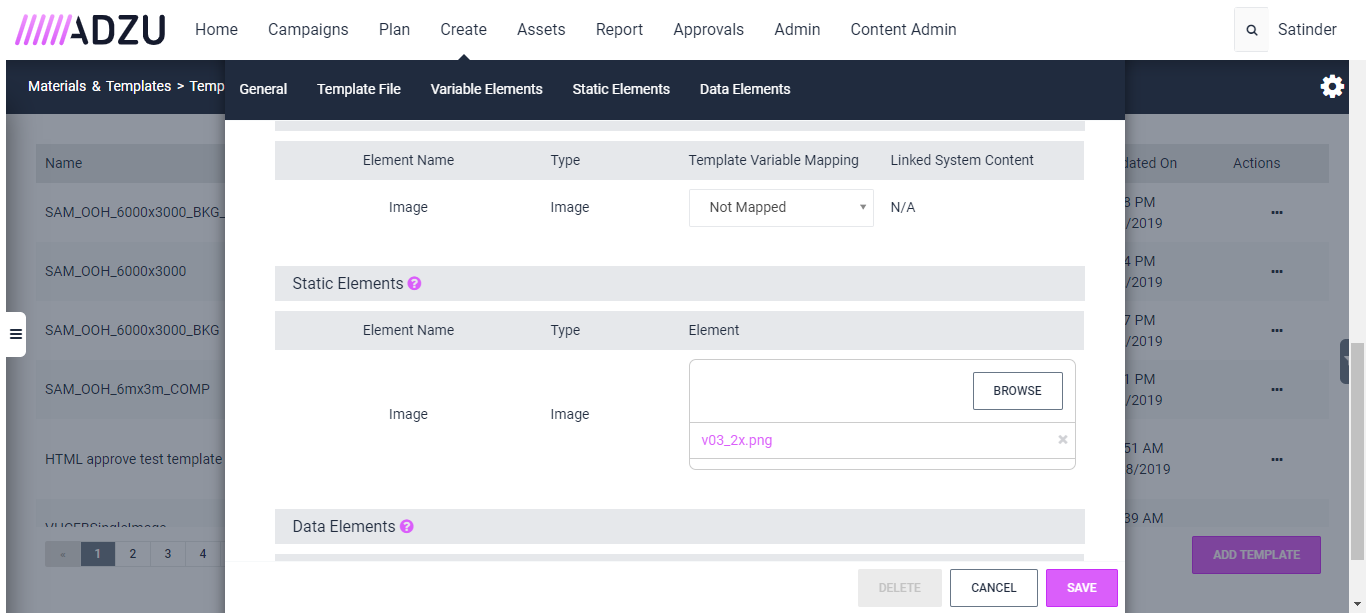 ADZU Home Campaigns Plan Create Assets Report Approvals Admin Content Admin Satinder
Materials & Templates > Temp
General Template File Variable Elements Static Elements Data Elements
Name
Element Name Type Template Variable Mapping Linked System Content
dated On Actions
SAM_OOH_6000x3000_BKG_
Image Image Not Mapped N/A
8 PM
/2019
SAM_OOH_6000x3000
Static Elements ?
4 PM
/2019
SAM_OOH_6000x3000_BKG
Element Name Type Element
7 PM
/2019
SAM_OOH_6mx3m_COMP
BROWSE
1 PM
/2019
Image Image
v03_2x.png
HTML approve test template
51 AM
8/2019
Data Elements ?
VHCFBSingleImage
39 AM
« 1 2 3 4
ADD TEMPLATE
DELETE CANCEL SAVE